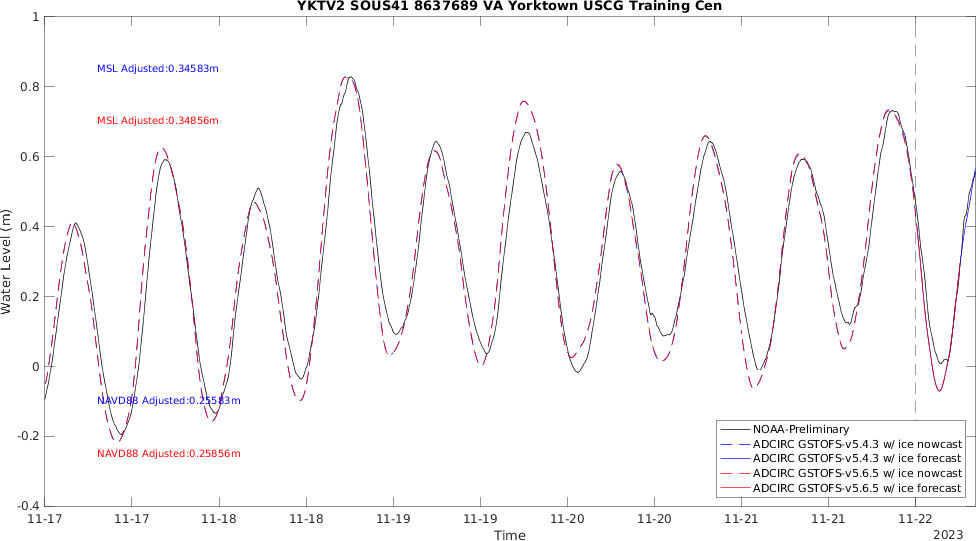 YKTV2 SOUS41 8637689 VA Yorktown USCG Training Cen
1
0.8
0.6
0.4
0.2
0
-0.2
-0.4
Water Level (m)
MSL Adjusted:0.34583m
MSL Adjusted:0.34856m
NAVD88 Adjusted:0.25583m
NAVD88 Adjusted:0.25856m
NOAA-Preliminary
ADCIRC GSTOFS-v5.4.3 w/ ice nowcast
ADCIRC GSTOFS-v5.4.3 w/ ice forecast
ADCIRC GSTOFS-v5.6.5 w/ ice nowcast
ADCIRC GSTOFS-v5.6.5 w/ ice forecast
11-17 11-17 11-18 11-18 11-19 11-19 11-20 11-20 11-21 11-21 11-22
Time
2023